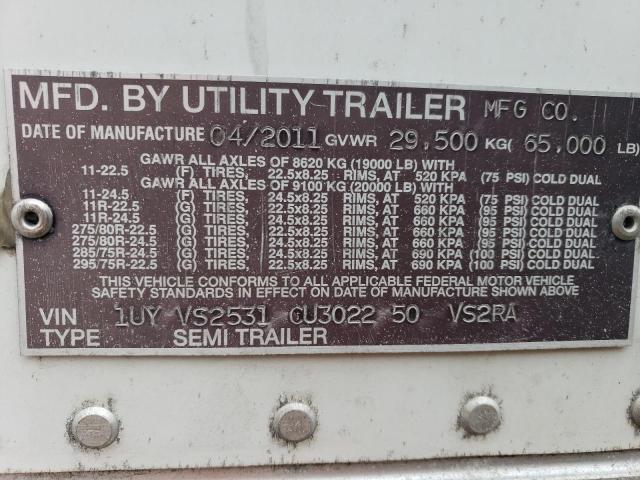 MFD. BY UTILITY TRAILER MFG CO.
DATE OF MANUFACTURE 04/2011 GVWR 29,500 KG( 65,000 LB)
GAWR ALL AXLES OF 8620 KG (19000 LB) WITH
11-22.5 (F) TIRES, 22.5x8.25 RIMS, AT 520 KPA (75 PSI) COLD DUAL
GAWR ALL AXLES OF 9100 KG (20000 LB) WITH
11-24.5 (F) TIRES, 24.5x8.25 RIMS, AT 520 KPA (75 PSI) COLD DUAL
11R-22.5 (G) TIRES, 22.5x8.25 RIMS, AT 660 KPA (95 PSI) COLD DUAL
11R-24.5 (G) TIRES, 24.5x8.25 RIMS, AT 660 KPA (95 PSI) COLD DUAL
275/80R-22.5 (G) TIRES, 22.5x8.25 RIMS, AT 660 KPA (95 PSI) COLD DUAL
275/80R-24.5 (G) TIRES, 24.5x8.25 RIMS, AT 660 KPA (95 PSI) COLD DUAL
285/75R-24.5 (G) TIRES, 24.5x8.25 RIMS, AT 690 KPA (100 PSI) COLD DUAL
295/75R-22.5 (G) TIRES, 22.5x8.25 RIMS, AT 690 KPA (100 PSI) COLD DUAL
THIS VEHICLE CONFORMS TO ALL APPLICABLE FEDERAL MOTOR VEHICLE
SAFETY STANDARDS IN EFFECT ON DATE OF MANUFACTURE SHOWN ABOVE
VIN 1UY VS2531 CU3022 50 VS2RA
TYPE SEMI TRAILER